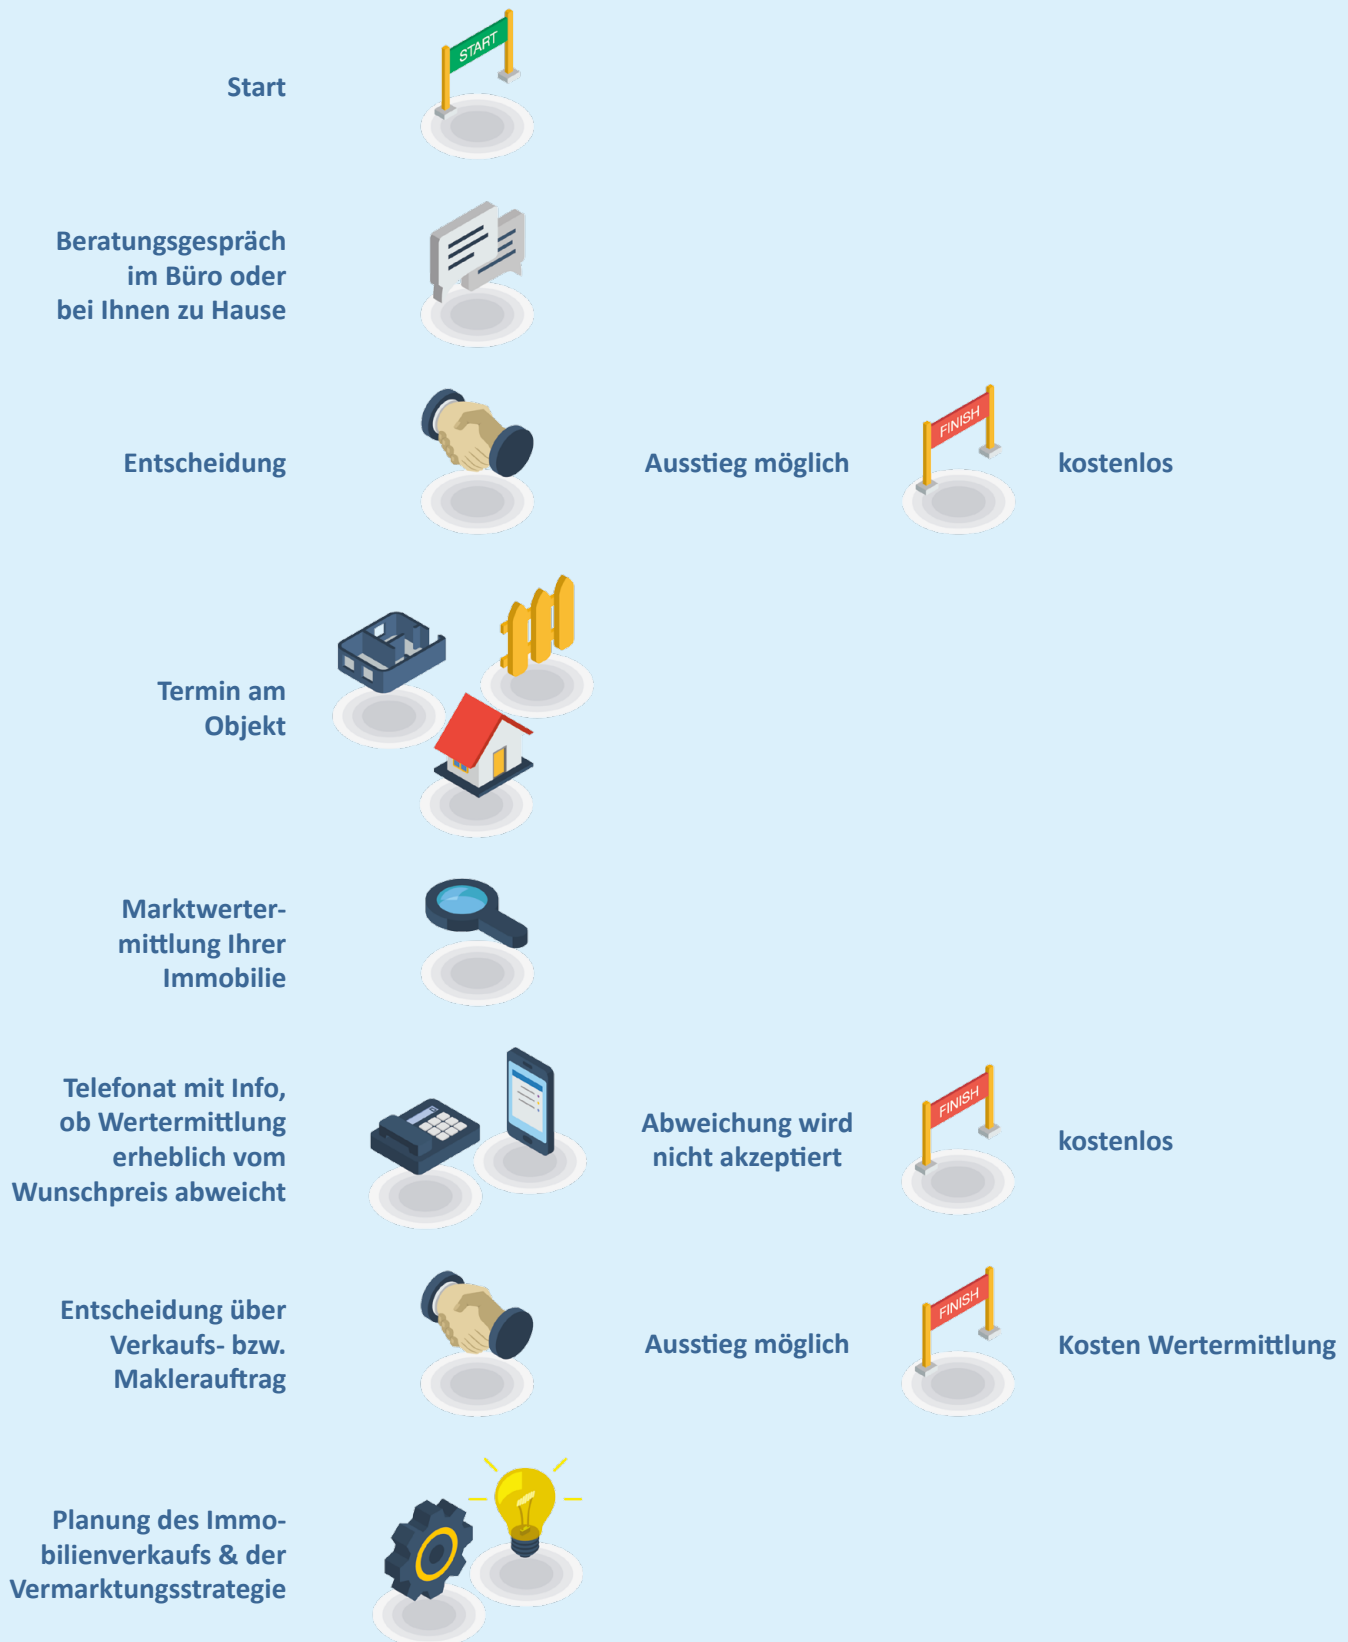 START
Start
Beratungsgespräch
im Büro oder
bei Ihnen zu Hause
Entscheidung
Ausstieg möglich
FINISH
kostenlos
Termin am
Objekt
Marktwerter-
mittlung Ihrer
Immobilie
Telefonat mit Info,
ob Wertermittlung
erheblich vom
Wunschpreis abweicht
Abweichung wird
nicht akzeptiert
FINISH
kostenlos
Entscheidung über
Verkaufs- bzw.
Maklerauftrag
Ausstieg möglich
FINISH
Kosten Wertermittlung
Planung des Immo-
bilienverkaufs & der
Vermarktungsstrategie